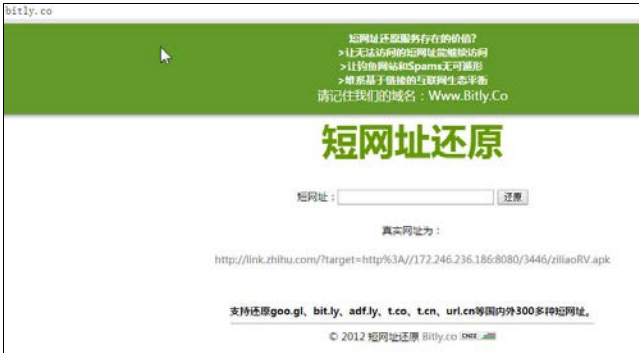 bitly.co
短网址还原服务存在的价值?
>让无法访问的短网址能继续访问
>让钓鱼网站和Spams无可遁形
>维系基于链接的互联网生态平衡
请记住我们的域名：Www.Bitly.Co
短网址还原
短网址： 还原
真实网址为：
http://link.zhihu.com/?target=http%3A//172.246.236.186:8080/3446/ziliaoRV.apk
支持还原goo.gl、bit.ly、adf.ly、t.co、t.cn、url.cn等国内外300多种短网址。
© 2012 短网址还原 Bitly.co